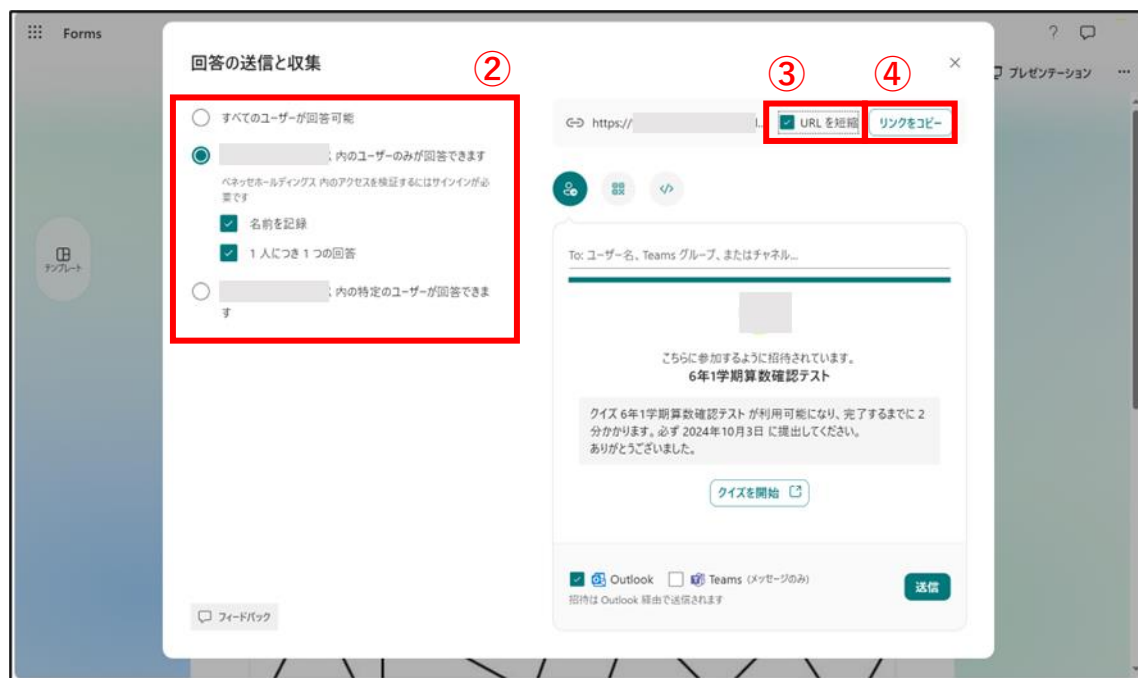 Forms
?
プレゼンテーション
…
回答の送信と収集
②
③
④
すべてのユーザーが回答可能
内のユーザーのみが回答できます
ベネッセホールディングス 内のアクセスを検証するにはサインインが必
要です
名前を記録
1 人につき 1 つの回答
内の特定のユーザーが回答できま
す
https://
l...
URL を短縮
リンクをコピー
テンプレート
To: ユーザー名、Teams グループ、またはチャネル...
こちらに参加するように招待されています。
6年1学期算数確認テスト
クイズ 6年1学期算数確認テスト が利用可能になり、完了するまでに 2
分かかります。必ず 2024年10月3日 に提出してください。
ありがとうございました。
クイズを開始
Outlook
Teams (メッセージのみ)
招待は Outlook 経由で送信されます
送信
フィードバック